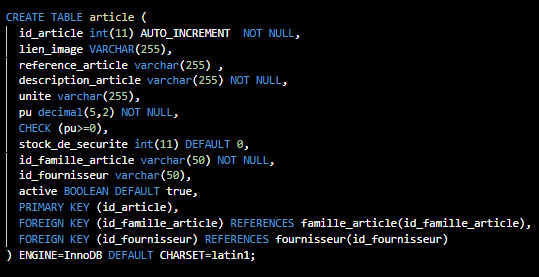 CREATE TABLE article (
id_article int(11) AUTO_INCREMENT  NOT NULL,
lien_image VARCHAR(255),
reference_article varchar(255) ,
description_article varchar(255) NOT NULL,
unite varchar(255),
pu decimal(5,2) NOT NULL,
CHECK (pu>=0),
stock_de_securite int(11) DEFAULT 0,
id_famille_article varchar(50) NOT NULL,
id_fournisseur varchar(50),
active BOOLEAN DEFAULT true,
PRIMARY KEY (id_article),
FOREIGN KEY (id_famille_article) REFERENCES famille_article(id_famille_article),
FOREIGN KEY (id_fournisseur) REFERENCES fournisseur(id_fournisseur)
) ENGINE=InnoDB DEFAULT CHARSET=latin1;